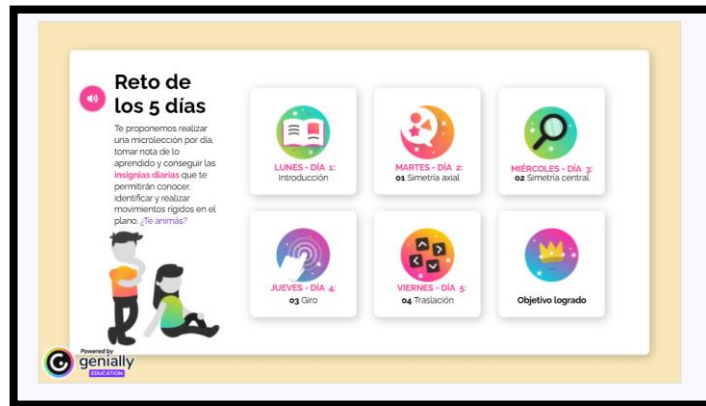 Reto de
los 5 días
Te proponemos realizar
una microlección por día,
tomar nota de lo
aprendido y conseguir las
insignias diarias que te
permitirán conocer,
identificar y realizar
movimientos rígidos en el
plano. ¿Te animás?
LUNES - DÍA 1:
Introducción
MARTES - DÍA 2:
01 Simetría axial
MIÉRCOLES - DÍA 3:
02 Simetría central
JUEVES - DÍA 4:
03 Giro
VIERNES - DÍA 5:
04 Traslación
Objetivo logrado
Powered by
genially
EDUCATION